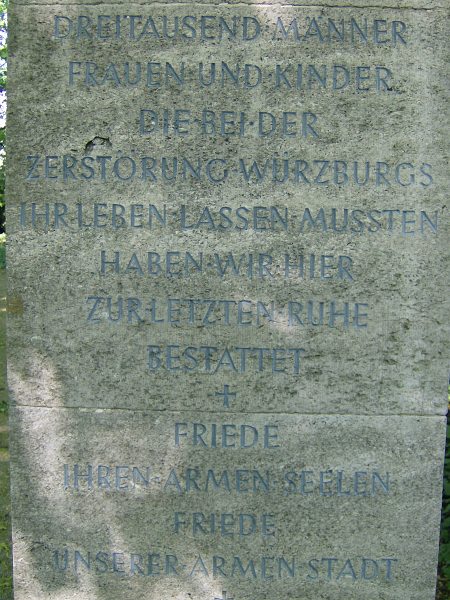 DREITAUSEND MÄNNER
FRAUEN UND KINDER
DIE·BEI·DER
ZERSTÖRUNG·WÜRZBURGS
IHR·LEBEN·LASSEN·MUSSTEN
HABEN·WIR·HIER
ZUR·LETZTEN·RUHE
BESTATTET
+
FRIEDE
IHREN·ARMEN·SEELEN
FRIEDE
UNSERER·ARMEN·STADT
+